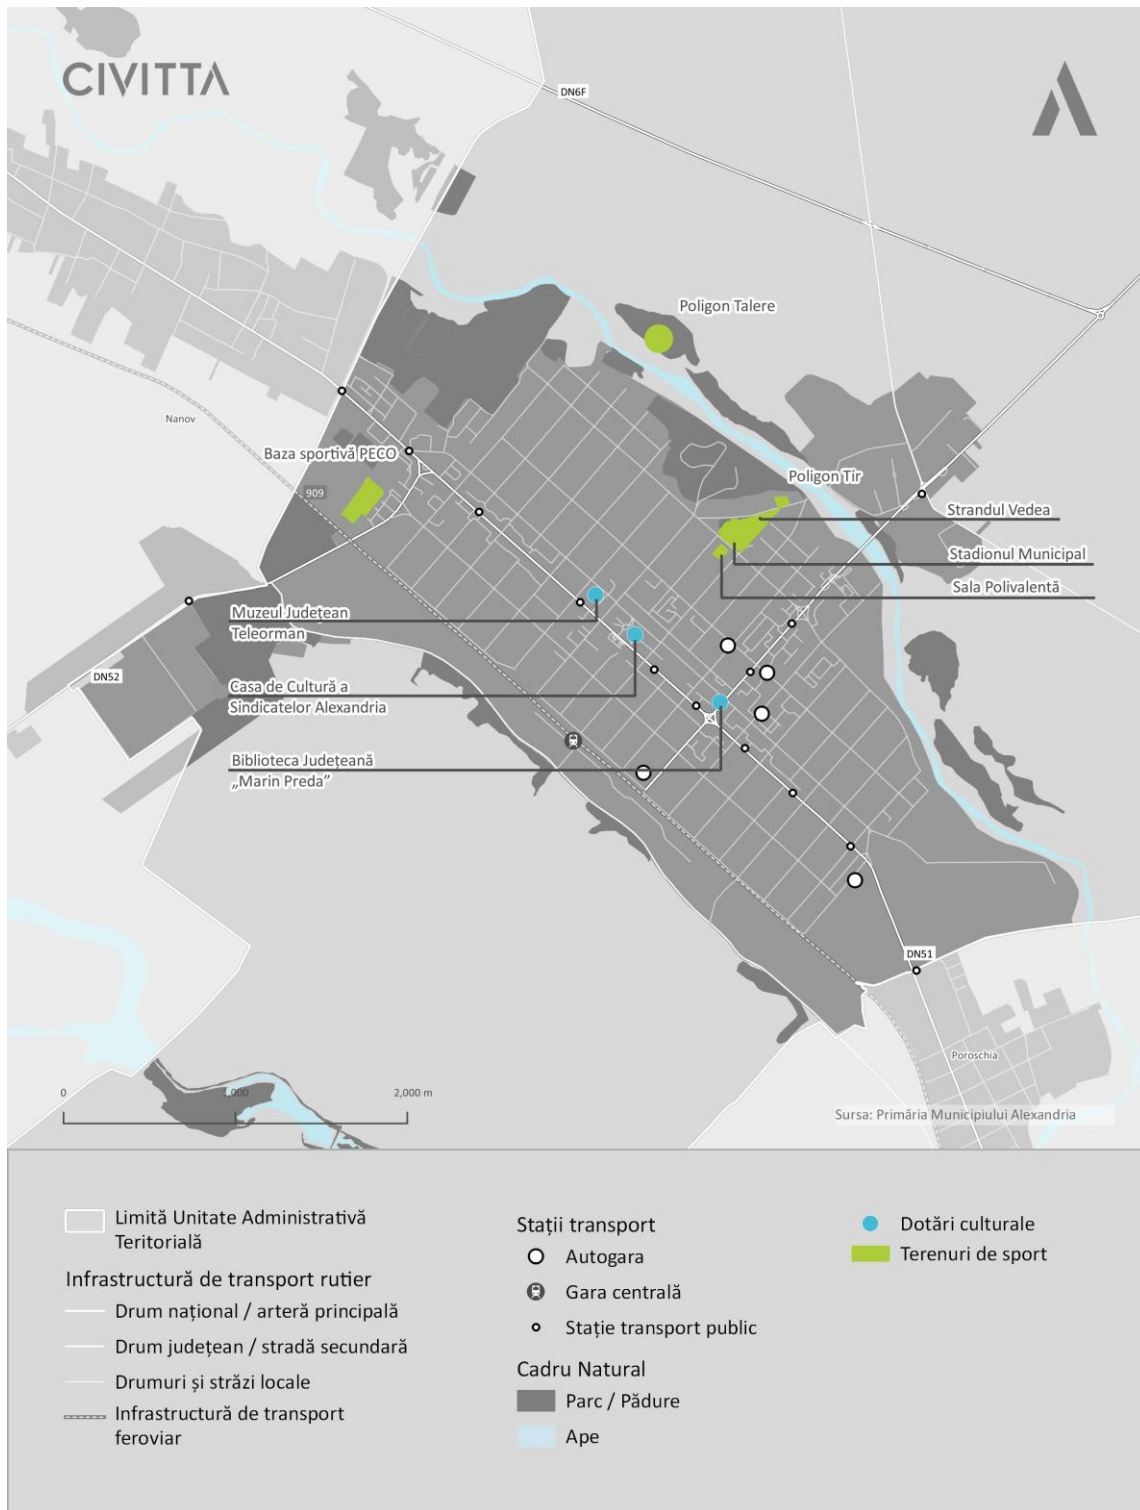 CIVITTA
DN6F
Poligon Talere
Nanov
Baza sportivă PECO
909
Poligon Tir
Strandul Vedea
Stadionul Municipal
Sala Polivalentă
Muzeul Județean
Teleorman
DN52
Casa de Cultură a
Sindicatelor Alexandria
Biblioteca Județeană
„Marin Preda”
DN51
Poroschia
0 1,000 2,000 m
Sursa: Primăria Municipiului Alexandria
Limită Unitate Administrativă
Teritorială
Infrastructură de transport rutier
Drum național / arteră principală
Drum județean / stradă secundară
Drumuri și străzi locale
Infrastructură de transport
feroviar
Stații transport
Autogara
Gara centrală
Stație transport public
Cadru Natural
Parc / Pădure
Ape
Dotări culturale
Terenuri de sport